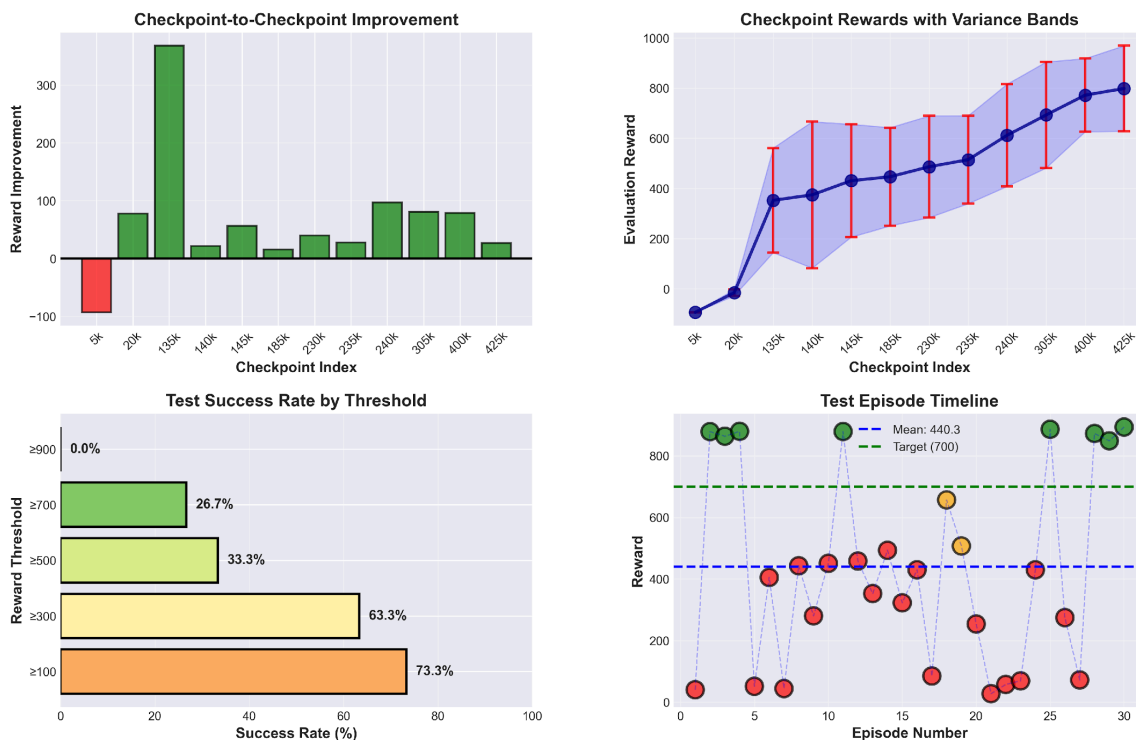 Checkpoint-to-Checkpoint Improvement
Reward Improvement
300
200
100
0
−100
5k
20k
135k
140k
145k
185k
230k
235k
240k
305k
400k
425k
Checkpoint Index
Checkpoint Rewards with Variance Bands
Evaluation Reward
1000
800
600
400
200
0
5k
20k
135k
140k
145k
185k
230k
235k
240k
305k
400k
425k
Checkpoint Index
Test Success Rate by Threshold
Reward Threshold
≥900
0.0%
≥700
26.7%
≥500
33.3%
≥300
63.3%
≥100
73.3%
0
20
40
60
80
100
Success Rate (%)
Test Episode Timeline
Mean: 440.3
Target (700)
Reward
800
600
400
200
0
0
5
10
15
20
25
30
Episode Number